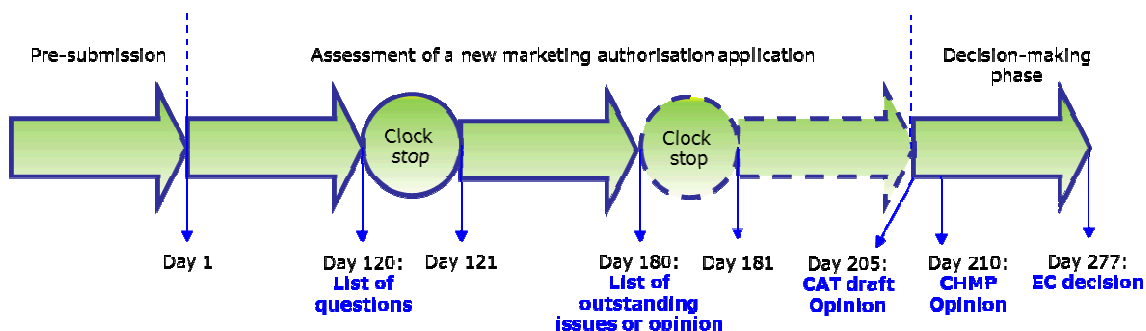 Pre-submission
Assessment of a new marketing authorisation application
Decision-making
phase
Clock
stop
Clock
stop
Day 1
Day 120:
List of
questions
Day 121
Day 180:
List of
outstanding
issues or opinion
Day 181
Day 205:
CAT draft
Opinion
Day 210:
CHMP
Opinion
Day 277:
EC decision